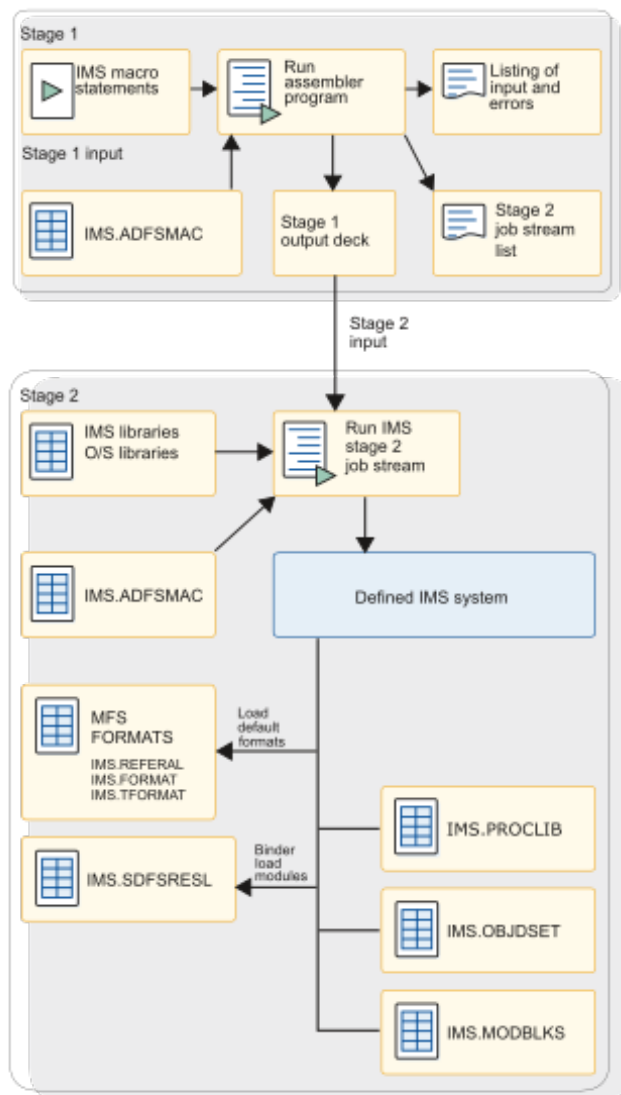 Stage 1
IMS macro
statements
Run
assembler
program
Listing of
input and
errors
Stage 1 input
IMS.ADFSMAC
Stage 1
output deck
Stage 2
job stream
list
Stage 2
input
Stage 2
IMS libraries
O/S libraries
Run IMS
stage 2
job stream
IMS.ADFSMAC
Defined IMS system
MFS
FORMATS
IMS.REFERAL
IMS.FORMAT
IMS.TFORMAT
Load
default
formats
IMS.PROCLIB
IMS.SDFSRESL
Binder
load
modules
IMS.OBJDSET
IMS.MODBLKS